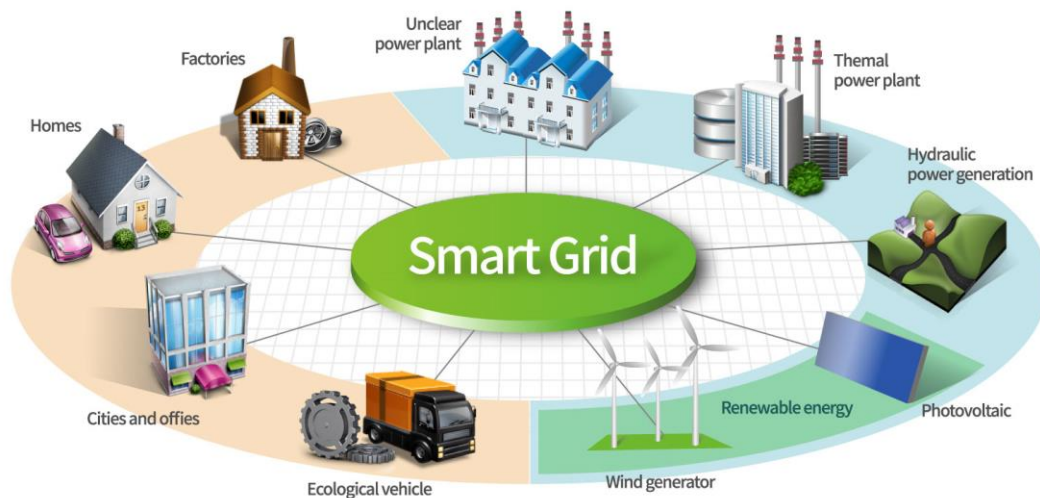 Unclear
power plant
Factories
Themal
power plant
Homes
13
Hydraulic
power generation
Smart Grid
Cities and offies
Renewable energy
Photovoltaic
Ecological vehicle
Wind generator